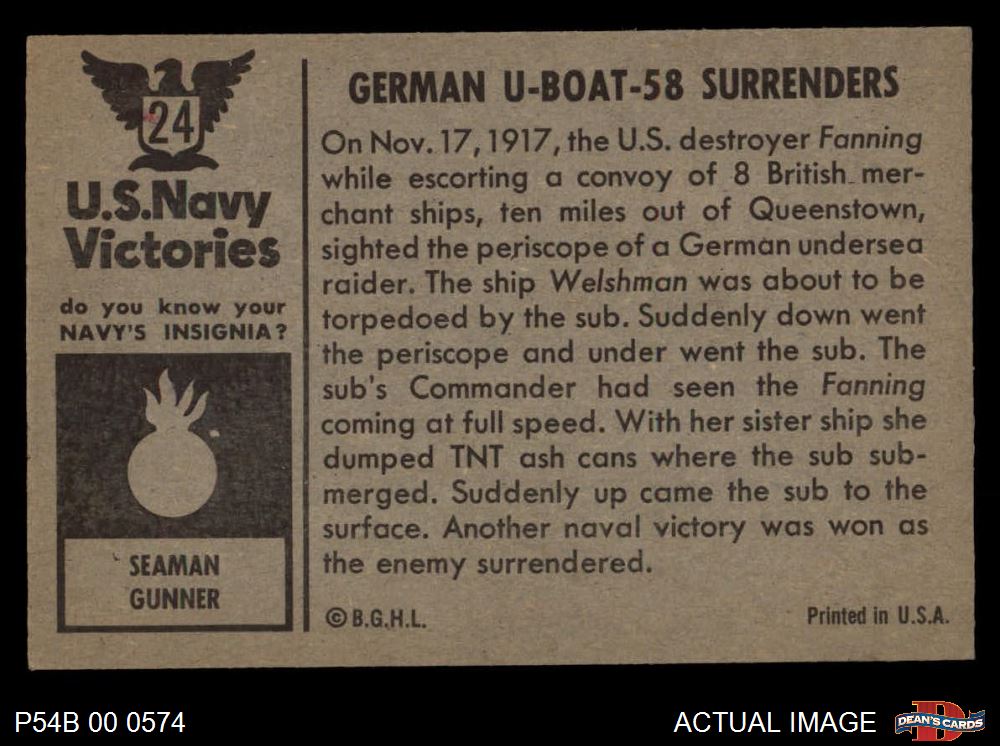 24
U.S.Navy
Victories
do you know your
NAVY'S INSIGNIA?
SEAMAN
GUNNER
GERMAN U-BOAT-58 SURRENDERS
On Nov. 17, 1917, the U.S. destroyer Fanning
while escorting a convoy of 8 British mer-
chant ships, ten miles out of Queenstown,
sighted the periscope of a German undersea
raider. The ship Welshman was about to be
torpedoed by the sub. Suddenly down went
the periscope and under went the sub. The
sub's Commander had seen the Fanning
coming at full speed. With her sister ship she
dumped TNT ash cans where the sub sub-
merged. Suddenly up came the sub to the
surface. Another naval victory was won as
the enemy surrendered.
© B.G.H.L.
Printed in U.S.A.
P54B 00 0574
ACTUAL IMAGE
DEAN'S CARDS